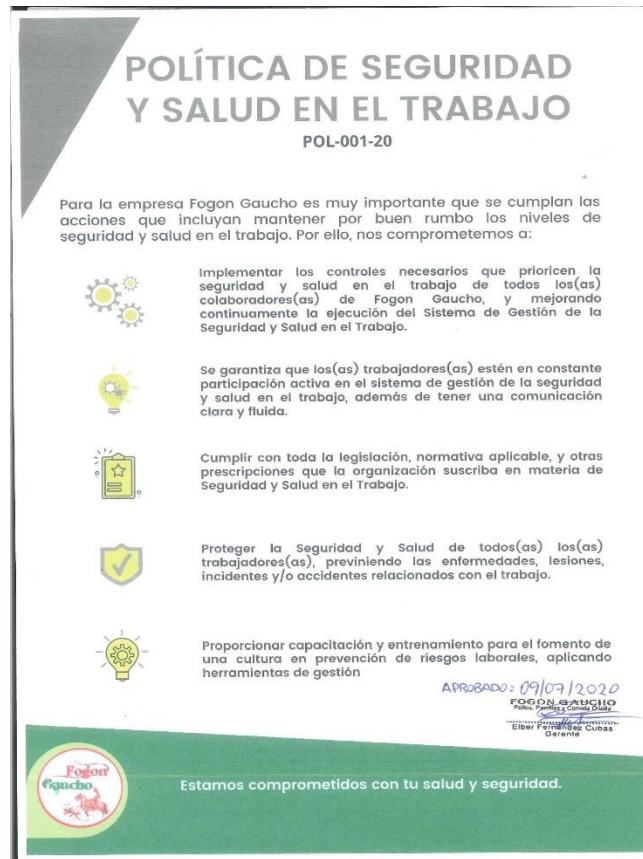 POLÍTICA DE SEGURIDAD
Y SALUD EN EL TRABAJO
POL-001-20
Para la empresa Fogon Gaucho es muy importante que se cumplan las
acciones que incluyan mantener por buen rumbo los niveles de
seguridad y salud en el trabajo. Por ello, nos comprometemos a:
Implementar los controles necesarios que prioricen la
seguridad y salud en el trabajo de todos los(as)
colaboradores(as) de Fogon Gaucho, y mejorando
continuamente la ejecución del Sistema de Gestión de la
Seguridad y Salud en el Trabajo.
Se garantiza que los(as) trabajadores(as) estén en constante
participación activa en el sistema de gestión de la seguridad
y salud en el trabajo, además de tener una comunicación
clara y fluida.
Cumplir con toda la legislación, normativa aplicable, y otras
prescripciones que la organización suscriba en materia de
Seguridad y Salud en el Trabajo.
Proteger la Seguridad y Salud de todos(as) los(as)
trabajadores(as), previniendo las enfermedades, lesiones,
incidentes y/o accidentes relacionados con el trabajo.
Proporcionar capacitación y entrenamiento para el fomento de
una cultura en prevención de riesgos laborales, aplicando
herramientas de gestión
APROBADO: 09/07/2020
FOGON GAUCHO
Pollos, Parrillas y Comida Criolla
Elber Fernández Cubas
Gerente
Fogon
Gaucho
Estamos comprometidos con tu salud y seguridad.